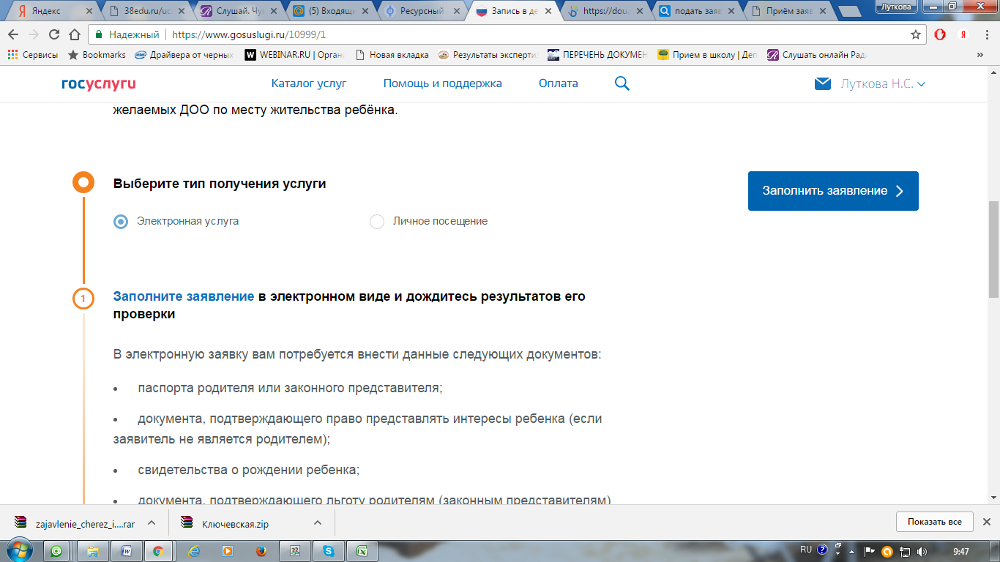 Луткова
Яндекс
38edu.ru/uc
Слушай. Чу
(5) Входящи
Ресурсный
Запись в де
https://dou.
подать заяв
Приём заяв
Надежный https://www.gosuslugi.ru/10999/1
Сервисы Bookmarks Драйвера от черных WEBINAR.RU | Орган Новая вкладка Результаты эксперти ПЕРЕЧЕНЬ ДОКУМЕН Прием в школу | Деп Слушать онлайн Рад »
госуслуги Каталог услуг Помощь и поддержка Оплата Луткова Н.С.
желаемых ДОО по месту жительства ребёнка.
Выберите тип получения услуги
Заполнить заявление
Электронная услуга Личное посещение
1 Заполните заявление в электронном виде и дождитесь результатов его
проверки
В электронную заявку вам потребуется внести данные следующих документов:
• паспорта родителя или законного представителя;
• документа, подтверждающего право представлять интересы ребенка (если
заявитель не является родителем);
• свидетельства о рождении ребенка;
• документа, подтверждающего льготу родителям (законным представителям)
zajavlenie_cherez_i....rar Ключевская.zip Показать все
RU 9:47